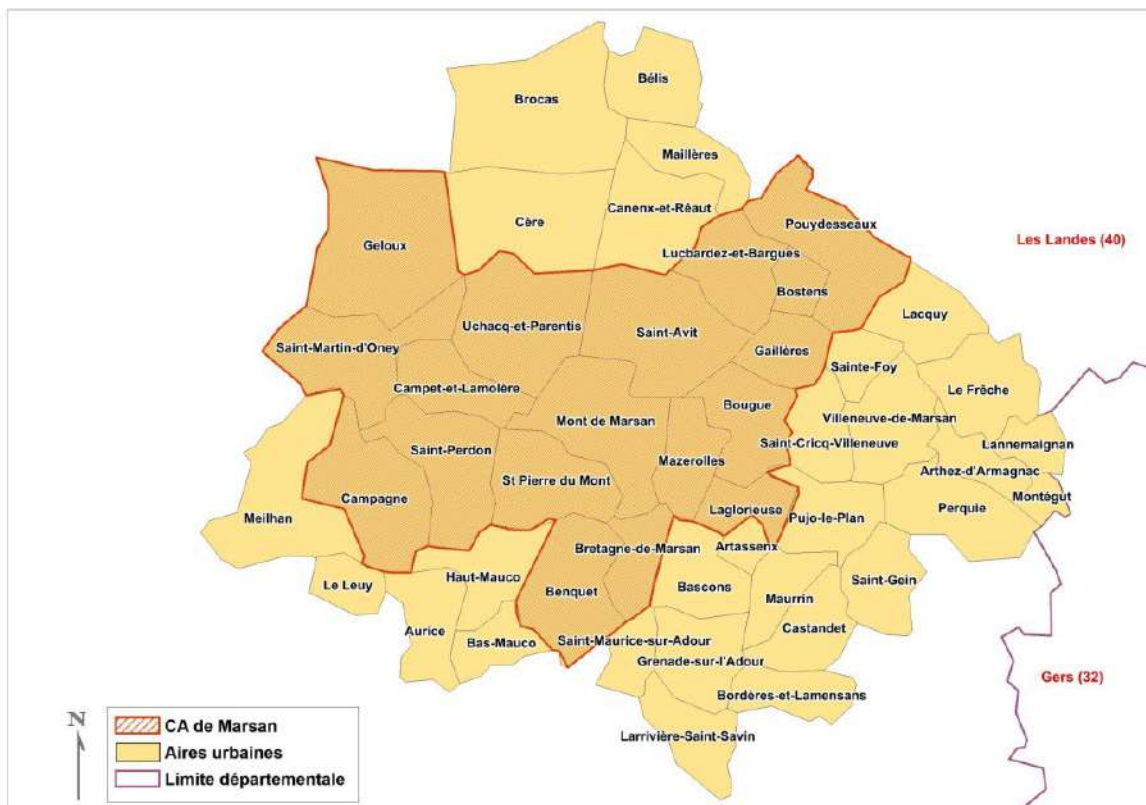 Bélis
Brocas
Maillères
Canenx-et-Réaut
Cère
Pouydesseaux
Les Landes (40)
Geloux
Lucbardez-et-Bargues
Bostens
Lacquy
Uchacq-et-Parentis
Saint-Avit
Saint-Martin-d'Oney
Gaillères
Sainte-Foy
Campet-et-Lamolère
Le Frêche
Bougue
Mont de Marsan
Villeneuve-de-Marsan
Saint-Cricq-Villeneuve
Lannemaignan
Saint-Perdon
Mazerolles
Arthez-d'Armagnac
St Pierre du Mont
Campagne
Montégut
Perquie
Laglorieuse
Meilhan
Pujo-le-Plan
Bretagne-de-Marsan
Artassenx
Haut-Mauco
Saint-Gein
Le Leuy
Benquet
Bascons
Maurrin
Aurice
Castandet
Bas-Mauco
Saint-Maurice-sur-Adour
Grenade-sur-l'Adour
Gers (32)
Bordères-et-Lamensans
Larrivière-Saint-Savin
N
CA de Marsan
Aires urbaines
Limite départementale